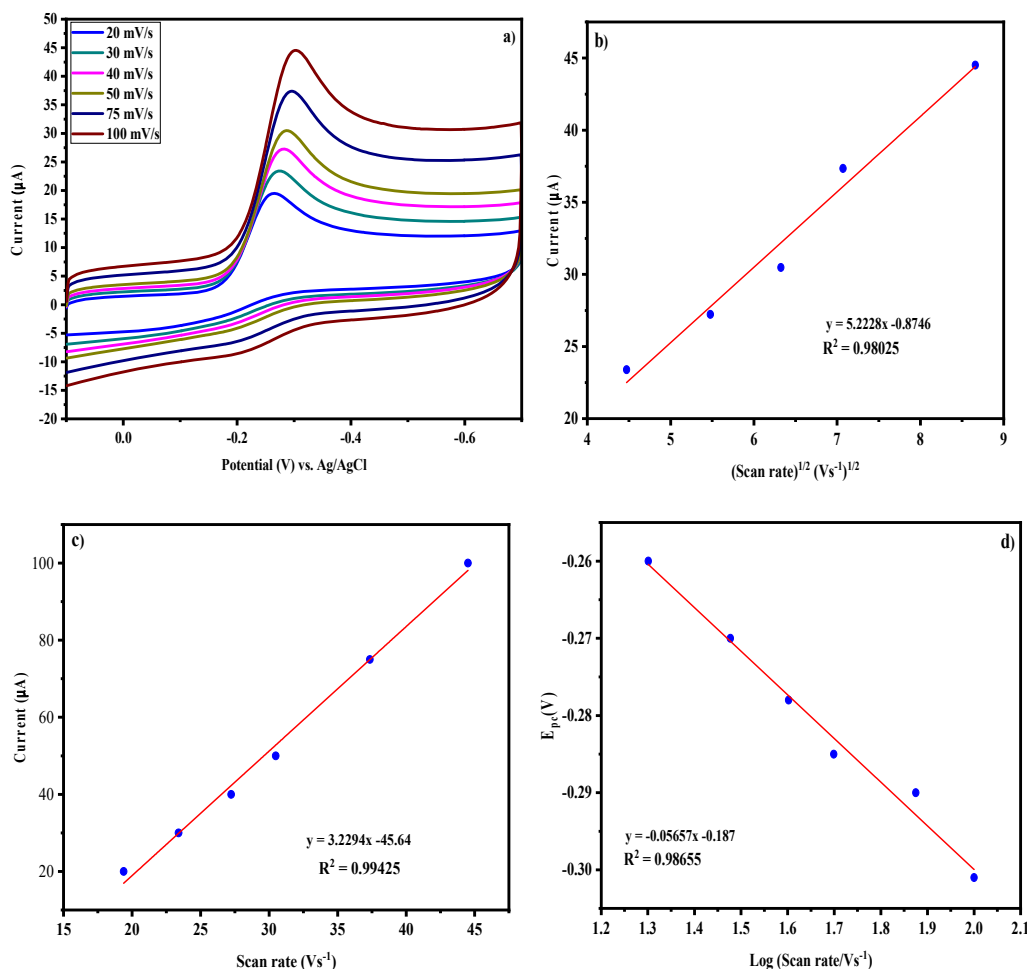 a)
20 mV/s
30 mV/s
40 mV/s
50 mV/s
75 mV/s
100 mV/s
50
45
40
35
30
25
20
15
10
5
0
-5
-10
-15
-20
0.0 -0.2 -0.4 -0.6
Current (µA)
Potential (V) vs. Ag/AgCl
b)
45
40
35
30
25
20
4 5 6 7 8 9
Current (µA)
y = 5.2228x -0.8746
R² = 0.98025
(Scan rate)¹ᐟ² (Vs⁻¹)¹ᐟ²
c)
100
80
60
40
20
15 20 25 30 35 40 45
Current (µA)
y = 3.2294x -45.64
R² = 0.99425
Scan rate (Vs⁻¹)
d)
-0.26
-0.27
-0.28
-0.29
-0.30
1.2 1.3 1.4 1.5 1.6 1.7 1.8 1.9 2.0 2.1
Eₚc(V)
y = -0.05657x -0.187
R² = 0.98655
Log (Scan rate/Vs⁻¹)